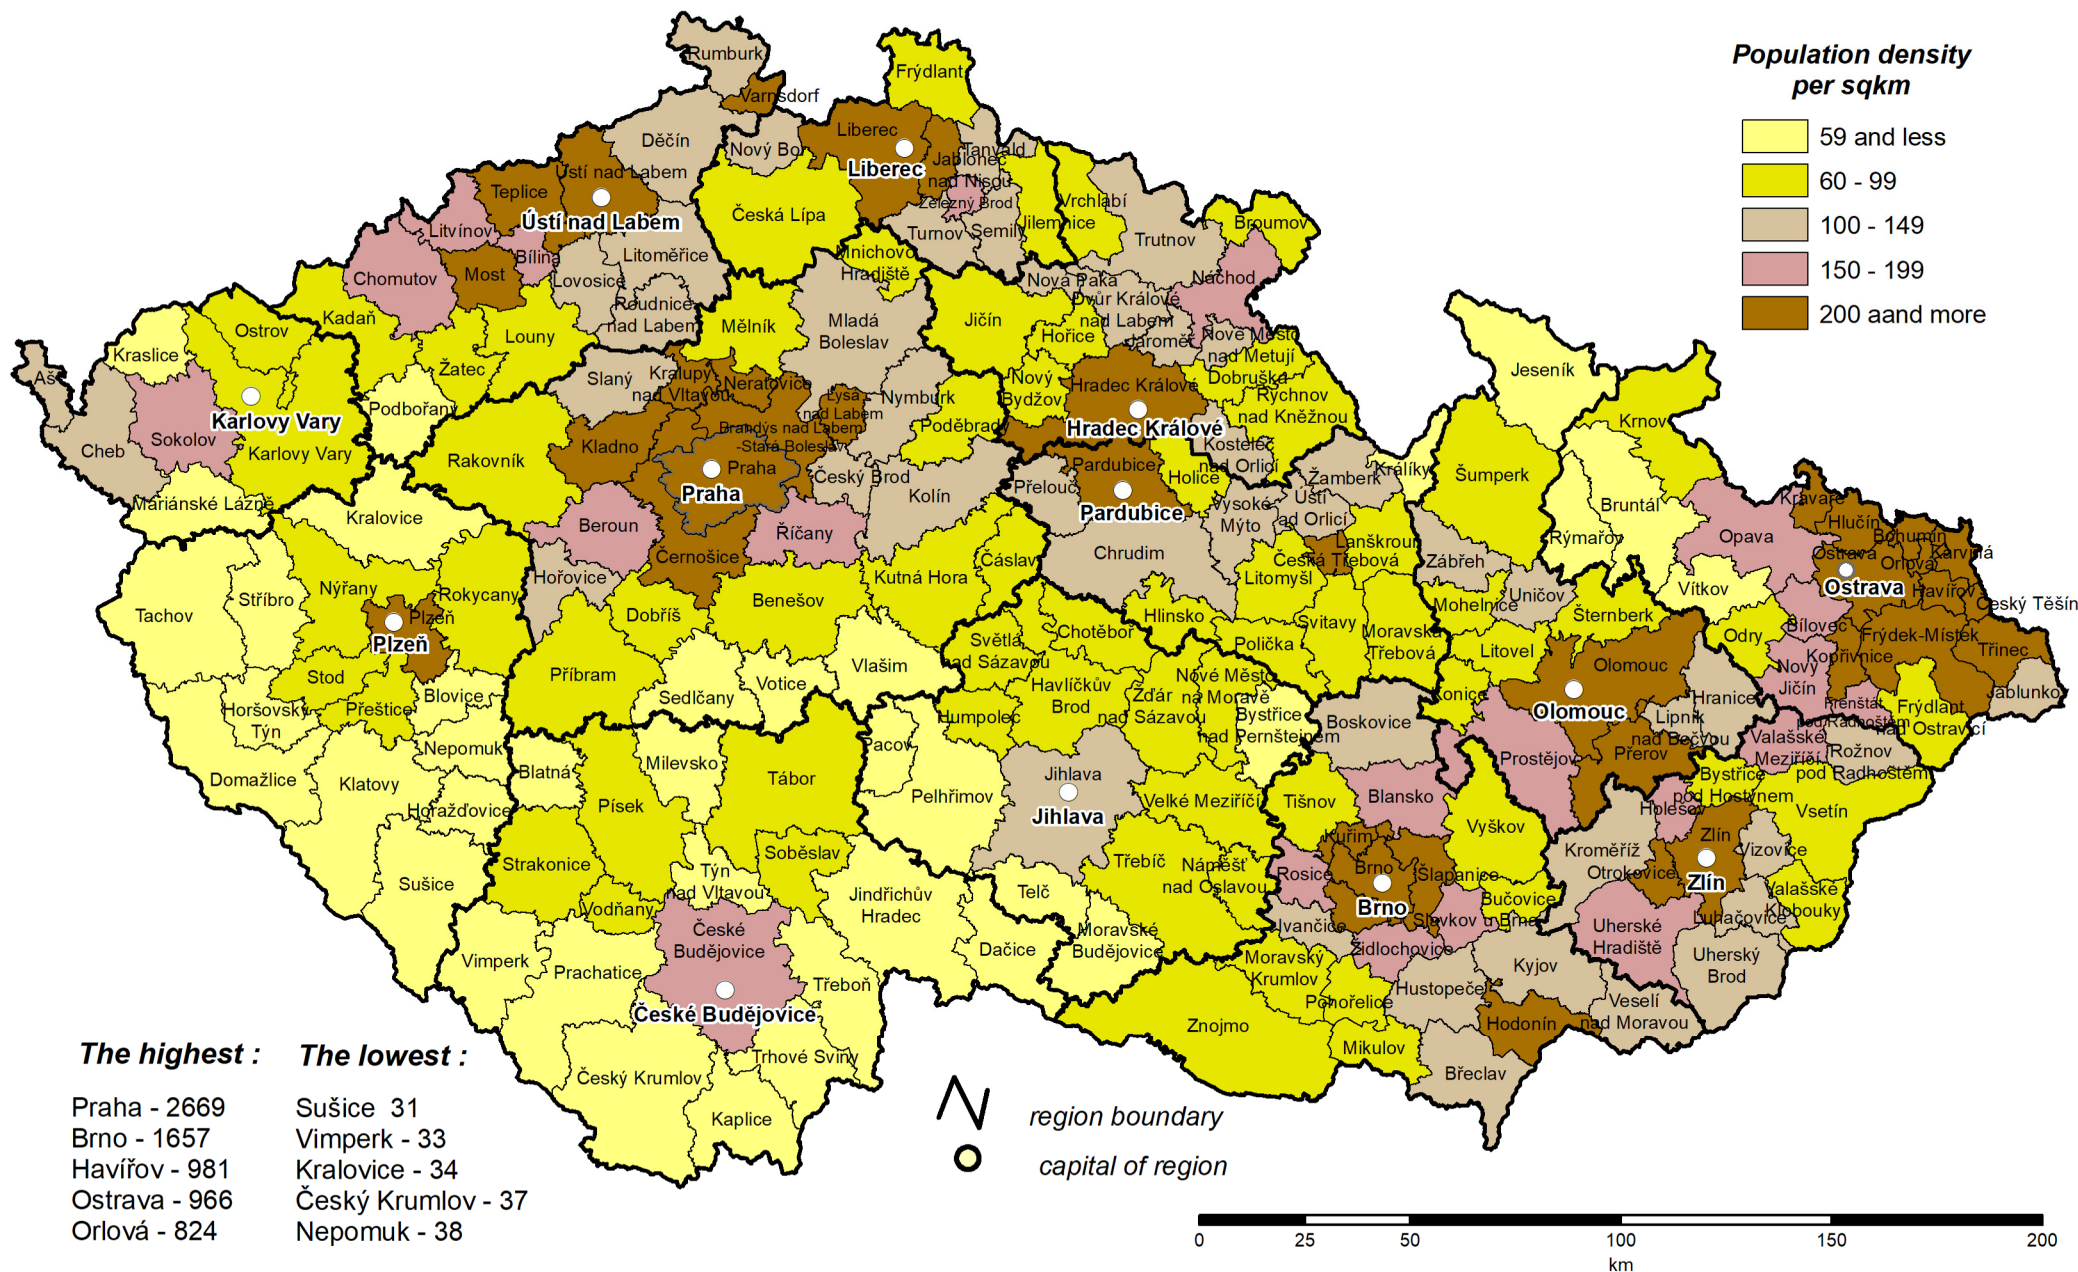 Population density
per sqkm
59 and less
60 - 99
100 - 149
150 - 199
200 aand more
Rumburk
Varnsdorf
Frýdlant
Děčín
Nový Bo
Liberec
Liberec
Tanvald
Jablonec
nad Nisou
Železný Brod
Teplice
Ústí nad Labem
Ústí nad Labem
Česká Lípa
Turnov
Semily
Jilemnice
Vrchlabí
Trutnov
Broumov
Litvínov
Bílina
Litoměřice
Mnichovo
Hradiště
Chomutov
Most
Lovosice
Roudnice
nad Labem
Nová Paka
Náchod
Dvůr Králové
nad Labem
Kadaň
Ostrov
Louny
Mělník
Mladá
Boleslav
Jičín
Hořice
Jaroměř
Nové Město
nad Metují
Kraslice
Aš
Žatec
Slaný
Kralupy
nad Vltavou
Neratovice
Lysá
nad Labem
Nymburk
Nový
Bydžov
Hradec Králové
Hradec Králové
Dobruška
Rychnov
nad Kněžnou
Jeseník
Podbořany
Karlovy Vary
Karlovy Vary
Sokolov
Cheb
Rakovník
Kladno
Brandýs nad Labem
-Stará Boleslav
Poděbrady
Kostelec
nad Orlicí
Krnov
Praha
Praha
Český Brod
Kolín
Přelouč
Pardubice
Pardubice
Holice
Vysoké
Mýto
Žamberk
Králíky
Ústí
ad Orlicí
Šumperk
Bruntál
Rýmařov
Mariánské Lázně
Kralovice
Beroun
Říčany
Černošice
Chrudim
Česká Třebová
Lanškroun
Zábřeh
Opava
Kravaře
Hlučín
Bohumín
Ostrava
Ostrava
Orlová
Karviná
Havířov
Český Těšín
Tachov
Stříbro
Nýřany
Rokycany
Plzeň
Plzeň
Hořovice
Dobříš
Benešov
Kutná Hora
Čáslav
Litomyšl
Hlinsko
Mohelnice
Uničov
Šternberk
Vítkov
Bílovec
Odry
Frýdek-Místek
Kopřivnice
Třinec
Světlá
nad Sázavou
Chotěboř
Polička
Svitavy
Moravská
Třebová
Litovel
Olomouc
Olomouc
Nový
Jičín
Jablunko
Stod
Přeštice
Blovice
Příbram
Sedlčany
Votice
Vlašim
Havlíčkův
Brod
Žďár
nad Sázavou
Nové Město
na Moravě
Bystřice
nad Pernštejnem
Konice
Boskovice
Hranice
Lipník
nad Bečvou
Frenštát
pod Radhoštěm
Frýdlant
nad Ostravicí
Horšovský
Týn
Nepomuk
Humpolec
Pacov
Prostějov
Přerov
Valašské
Meziříčí
Rožnov
pod Radhoštěm
Domažlice
Klatovy
Horažďovice
Blatná
Písek
Milevsko
Tábor
Pelhřimov
Jihlava
Jihlava
Velké Meziříčí
Tišnov
Blansko
Vyškov
Bystřice
pod Hostýnem
Holešov
Vsetín
Sušice
Strakonice
Soběslav
Týn
nad Vltavou
Vodňany
Jindřichův
Hradec
Telč
Třebíč
Náměšť
nad Oslavou
Rosice
Kuřim
Brno
Brno
Šlapanice
Bučovice
Slavkov u Brna
Kroměříž
Otrokovice
Zlín
Zlín
Vizovice
Valašské
Klobouky
Luhačovice
Vimperk
Prachatice
České
Budějovice
České Budějovice
Třeboň
Dačice
Moravské
Budějovice
Ivančice
Židlochovice
Moravský
Krumlov
Pohořelice
Hustopeče
Kyjov
Uherské
Hradiště
Uherský
Brod
Veselí
nad Moravou
Hodonín
Znojmo
Mikulov
Břeclav
Trhové Sviny
Český Krumlov
Kaplice
The highest :
Praha - 2669
Brno - 1657
Havířov - 981
Ostrava - 966
Orlová - 824
The lowest :
Sušice 31
Vimperk - 33
Kralovice - 34
Český Krumlov - 37
Nepomuk - 38
region boundary
capital of region
0 25 50 100 150 200
km